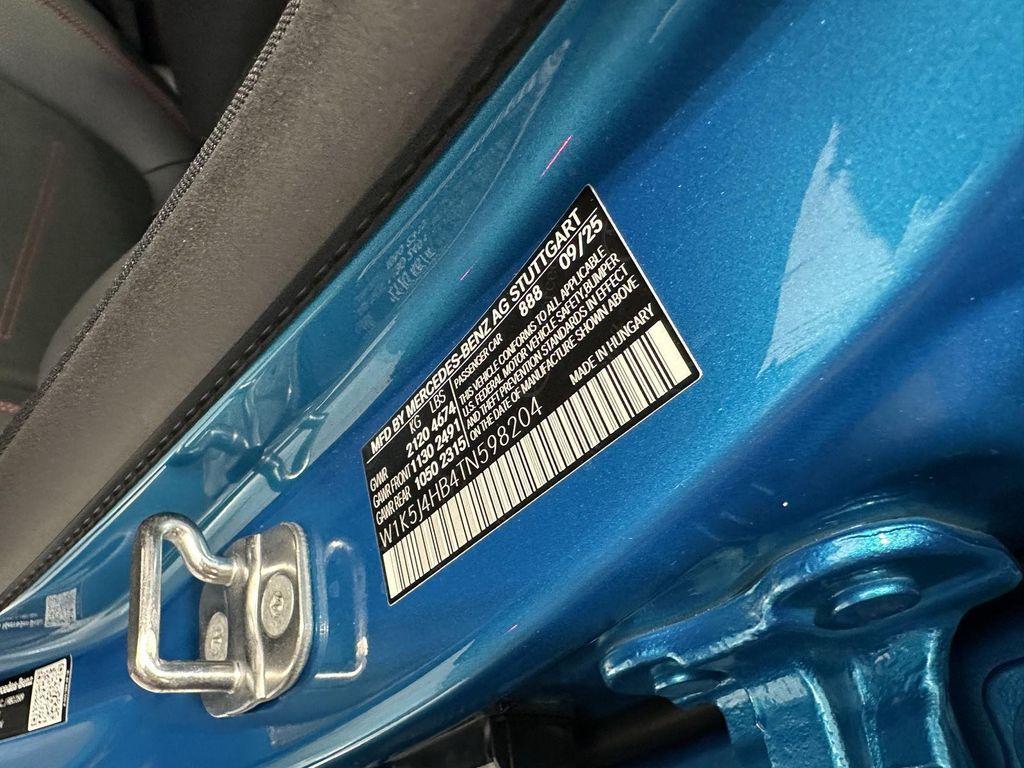 MFD BY MERCEDES-BENZ AG STUTTGART
KG LBS
GVWR 2120 4674
GAWR FRONT 1130 2491
GAWR REAR 1050 2315
PASSENGER CAR 888 09/25
THIS VEHICLE CONFORMS TO ALL APPLICABLE
U.S. FEDERAL MOTOR VEHICLE SAFETY, BUMPER
AND THEFT PREVENTION STANDARDS IN EFFECT
ON THE DATE OF MANUFACTURE SHOWN ABOVE
MADE IN HUNGARY
W1K5J4HB4TN598204